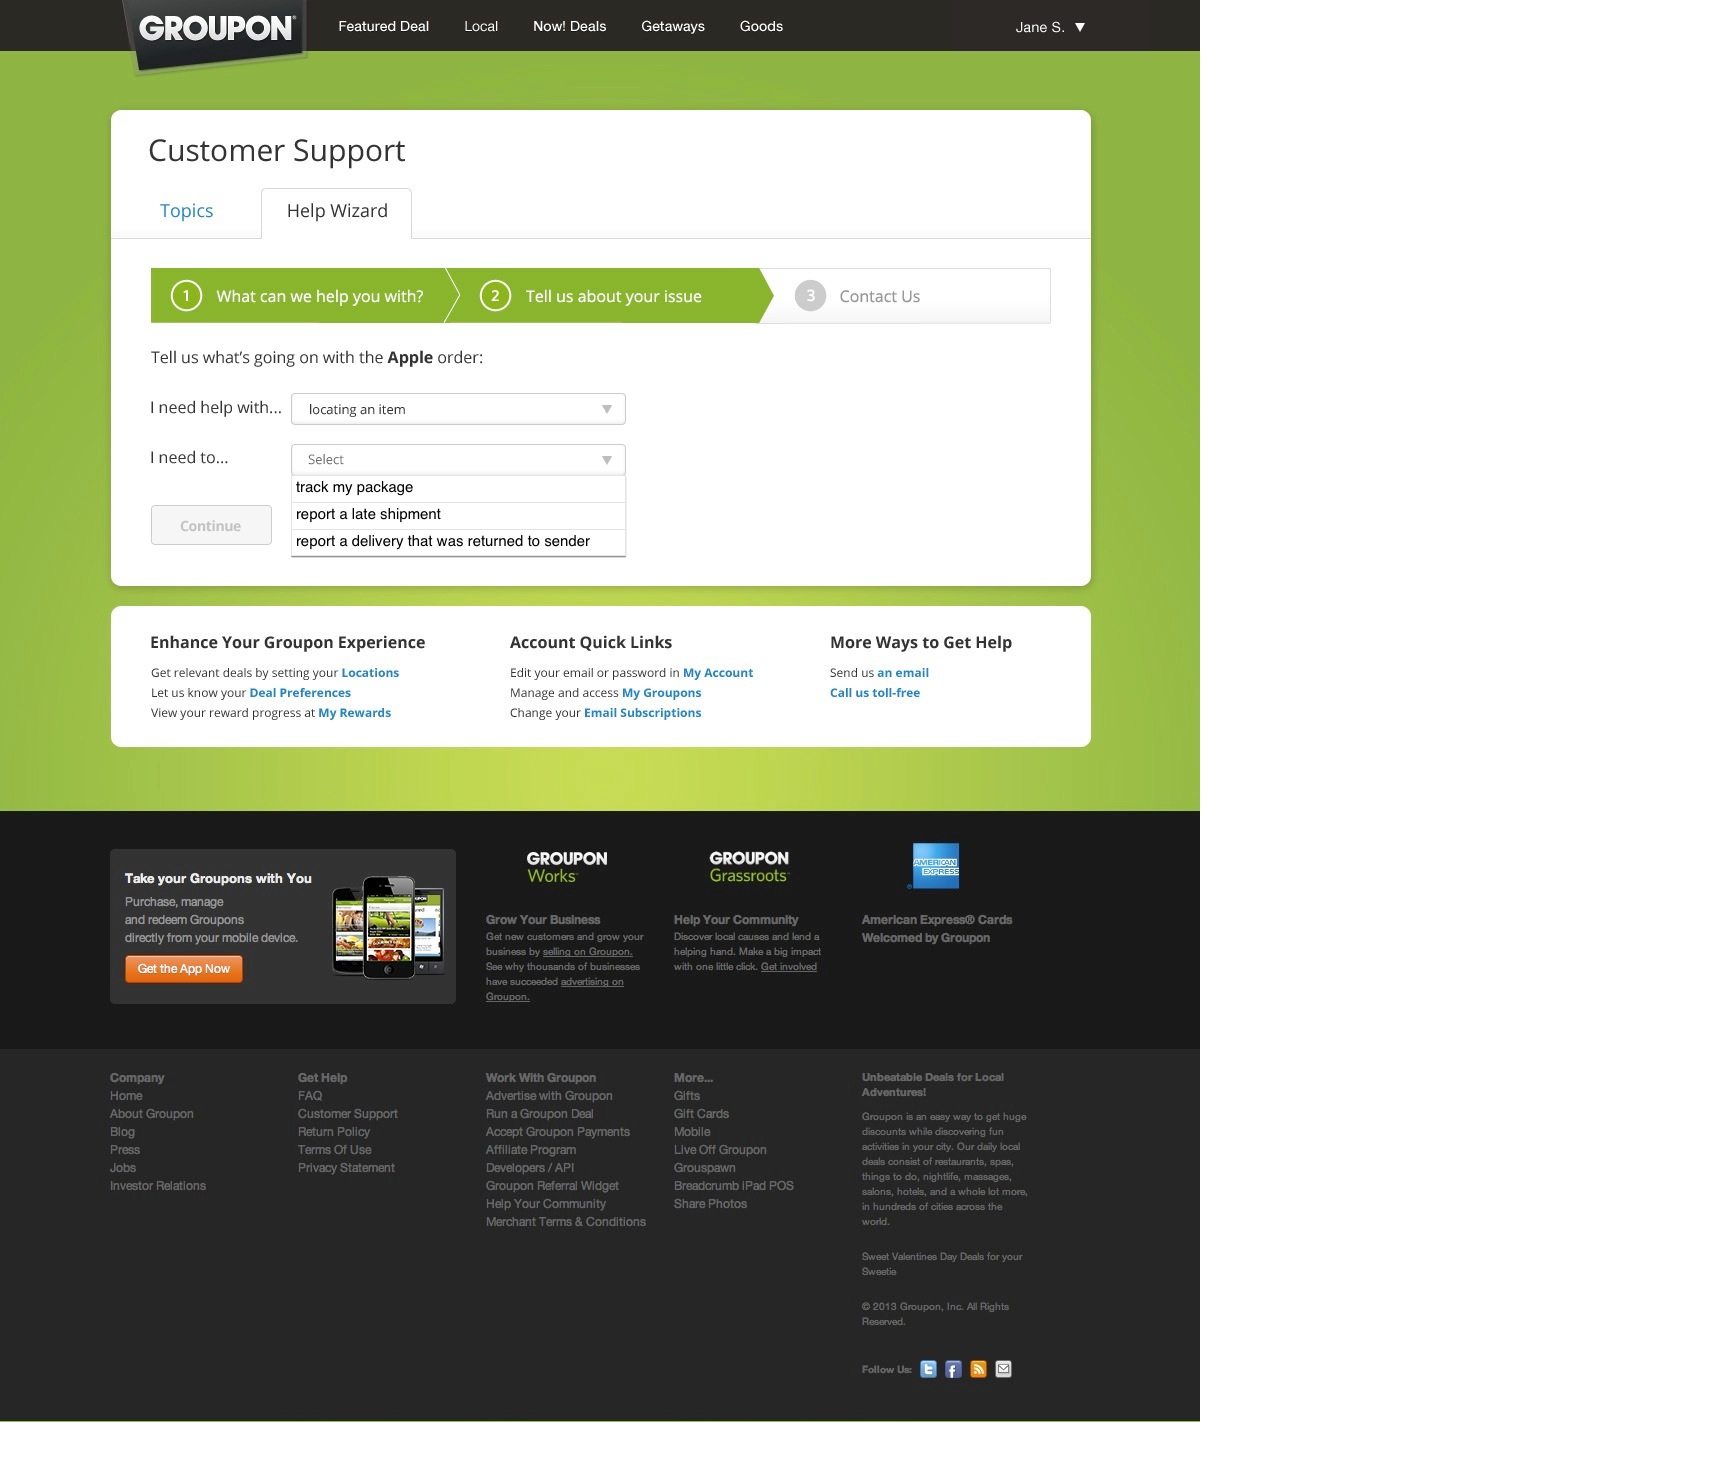 GROUPON®
Featured Deal
Local
Now! Deals
Getaways
Goods
Jane S. ▼
Customer Support
Topics
Help Wizard
1 What can we help you with?
2 Tell us about your issue
3 Contact Us
Tell us what's going on with the Apple order:
I need help with...
locating an item
I need to...
Select
track my package
report a late shipment
report a delivery that was returned to sender
Continue
Enhance Your Groupon Experience
Get relevant deals by setting your Locations
Let us know your Deal Preferences
View your reward progress at My Rewards
Account Quick Links
Edit your email or password in My Account
Manage and access My Groupons
Change your Email Subscriptions
More Ways to Get Help
Send us an email
Call us toll-free
Take your Groupons with You
Purchase, manage
and redeem Groupons
directly from your mobile device.
Get the App Now
GROUPON
Works™
Grow Your Business
Get new customers and grow your
business by selling on Groupon.
See why thousands of businesses
have succeeded advertising on
Groupon.
GROUPON
Grassroots™
Help Your Community
Discover local causes and lend a
helping hand. Make a big impact
with one little click. Get involved
AMERICAN
EXPRESS
®
American Express® Cards
Welcomed by Groupon
Company
Home
About Groupon
Blog
Press
Jobs
Investor Relations
Get Help
FAQ
Customer Support
Return Policy
Terms Of Use
Privacy Statement
Work With Groupon
Advertise with Groupon
Run a Groupon Deal
Accept Groupon Payments
Affiliate Program
Developers / API
Groupon Referral Widget
Help Your Community
Merchant Terms & Conditions
More...
Gifts
Gift Cards
Mobile
Live Off Groupon
Grouspawn
Breadcrumb iPad POS
Share Photos
Unbeatable Deals for Local
Adventures!
Groupon is an easy way to get huge
discounts while discovering fun
activities in your city. Our daily local
deals consist of restaurants, spas,
things to do, nightlife, massages,
salons, hotels, and a whole lot more,
in hundreds of cities across the
world.
Sweet Valentines Day Deals for your
Sweetie
© 2013 Groupon, Inc. All Rights
Reserved.
Follow Us: